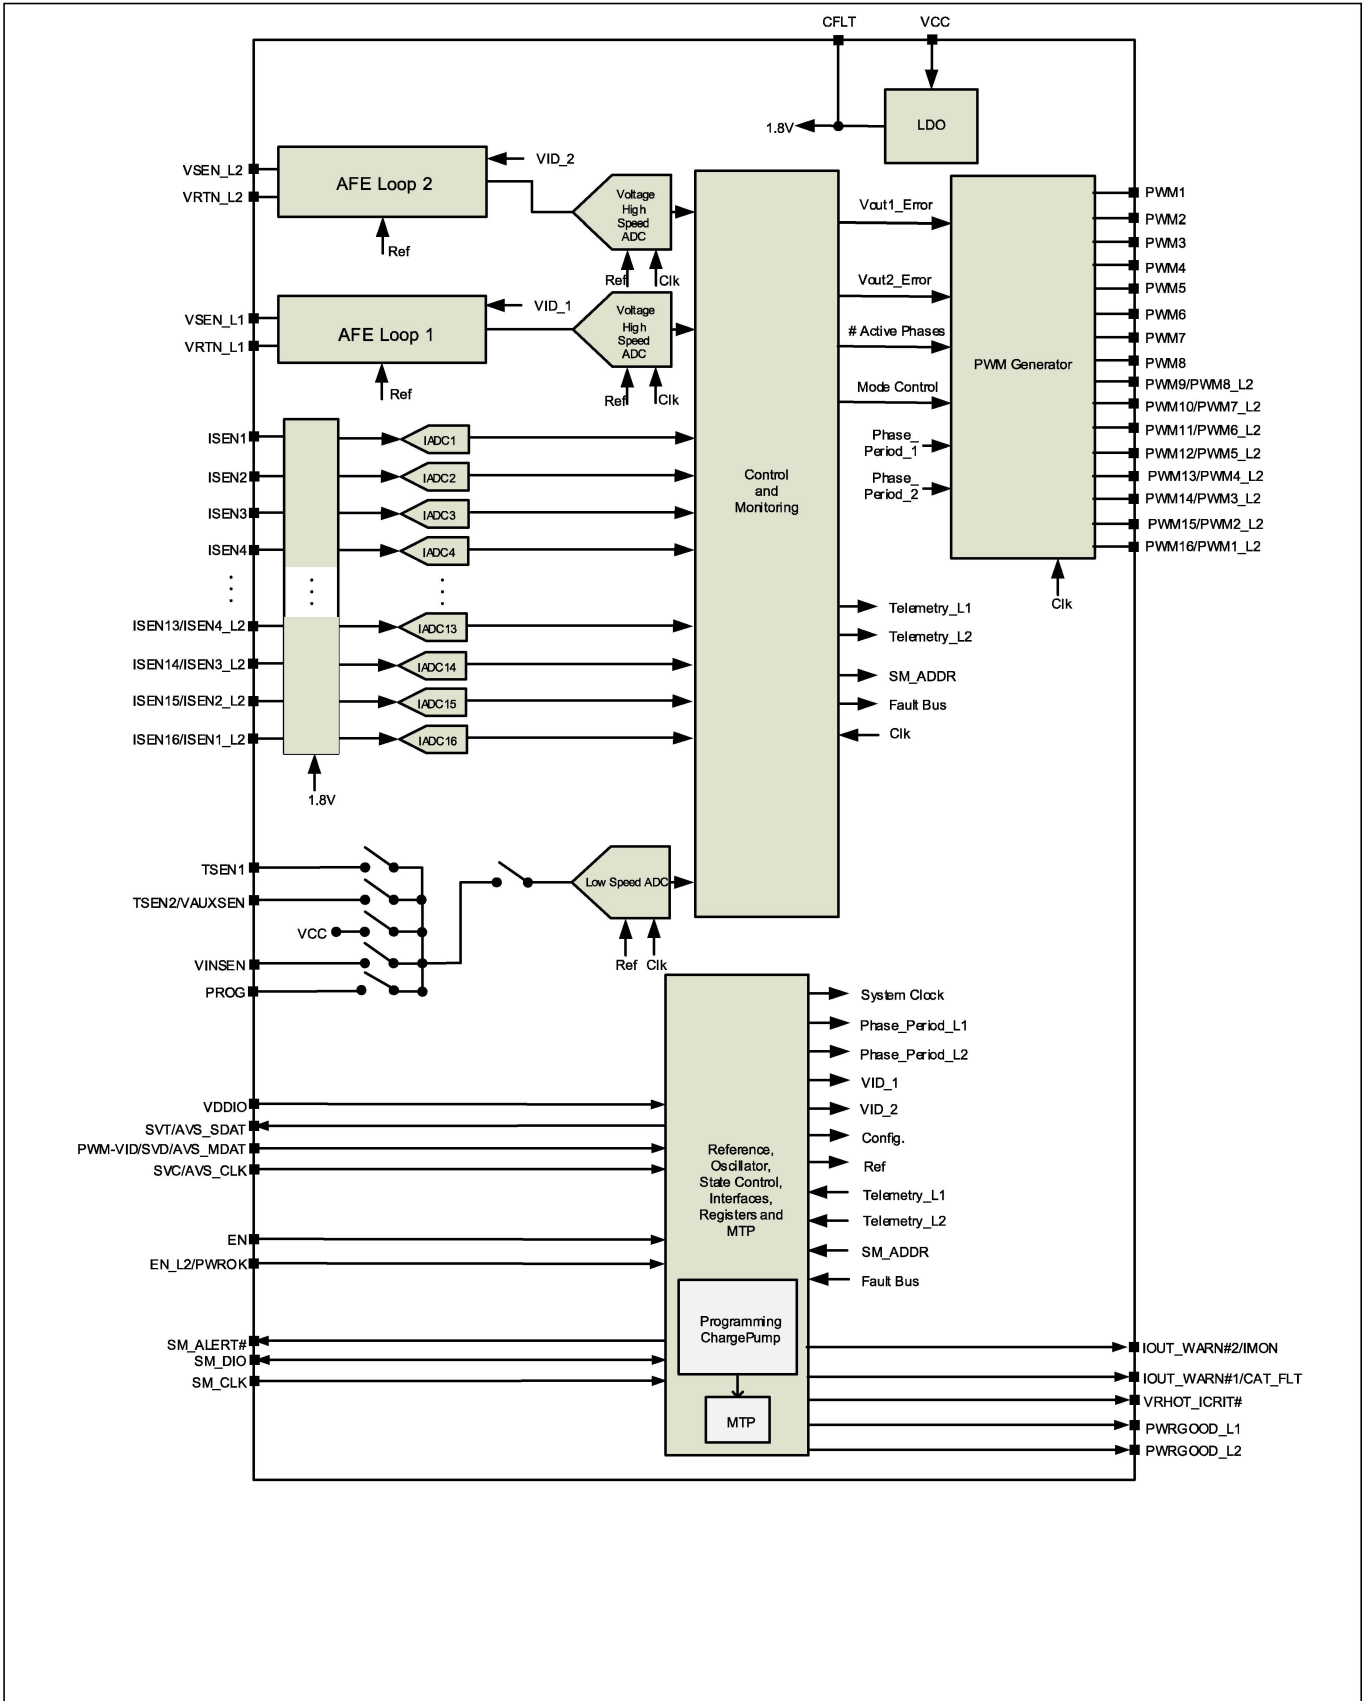 CFLT
VCC
LDO
1.8V
VSEN_L2
VRTN_L2
AFE Loop 2
VID_2
Ref
Voltage
High
Speed
ADC
Ref
Clk
VSEN_L1
VRTN_L1
AFE Loop 1
VID_1
Ref
Voltage
High
Speed
ADC
Ref
Clk
ISEN1
ISEN2
ISEN3
ISEN4
ISEN13/ISEN4_L2
ISEN14/ISEN3_L2
ISEN15/ISEN2_L2
ISEN16/ISEN1_L2
1.8V
IADC1
IADC2
IADC3
IADC4
IADC13
IADC14
IADC15
IADC16
Control
and
Monitoring
Vout1_Error
Vout2_Error
# Active Phases
Mode Control
Phase_
Period_1
Phase_
Period_2
PWM Generator
Clk
PWM1
PWM2
PWM3
PWM4
PWM5
PWM6
PWM7
PWM8
PWM9/PWM8_L2
PWM10/PWM7_L2
PWM11/PWM6_L2
PWM12/PWM5_L2
PWM13/PWM4_L2
PWM14/PWM3_L2
PWM15/PWM2_L2
PWM16/PWM1_L2
Telemetry_L1
Telemetry_L2
SM_ADDR
Fault Bus
Clk
TSEN1
TSEN2/VAUXSEN
VCC
VINSEN
PROG
Low Speed ADC
Ref
Clk
VDDIO
SVT/AVS_SDAT
PWM-VID/SVD/AVS_MDAT
SVC/AVS_CLK
EN
EN_L2/PWROK
SM_ALERT#
SM_DIO
SM_CLK
Reference,
Oscillator,
State Control,
Interfaces,
Registers and
MTP
Programming
ChargePump
MTP
System Clock
Phase_Period_L1
Phase_Period_L2
VID_1
VID_2
Config.
Ref
Telemetry_L1
Telemetry_L2
SM_ADDR
Fault Bus
IOUT_WARN#2/IMON
IOUT_WARN#1/CAT_FLT
VRHOT_ICRIT#
PWRGOOD_L1
PWRGOOD_L2